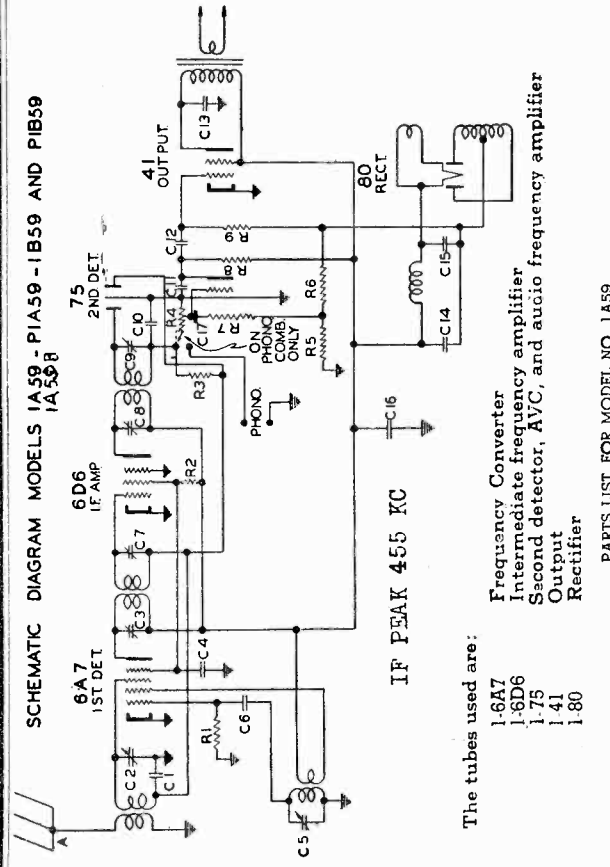 SCHEMATIC DIAGRAM MODELS 1A59 - P1A59 - 1B59 AND P1B59
1A59B
6A7
1ST DET.
6D6
I.F. AMP
75
2ND DET.
41
OUTPUT
80
RECT.
A
C2
C1
R1
C6
C5
C3
C4
C7
R2
C8
C9
C10
R3
R4
C17
R7
C11
C12
R8
R9
R5
R6
C13
C14
C15
C16
PHONO.
ON
PHONO
COMB.
ONLY
IF PEAK 455 KC
The tubes used are:
1-6A7 Frequency Converter
1-6D6 Intermediate frequency amplifier
1-75 Second detector, AVC, and audio frequency amplifier
1-41 Output
1-80 Rectifier
PARTS LIST FOR MODEL NO. 1A59